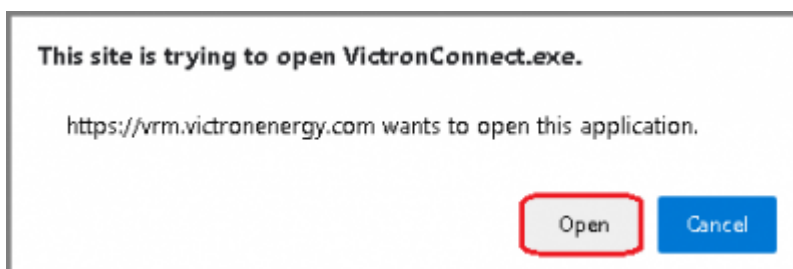 This site is trying to open VictronConnect.exe.
https://vrm.victronenergy.com wants to open this application.
Open
Cancel